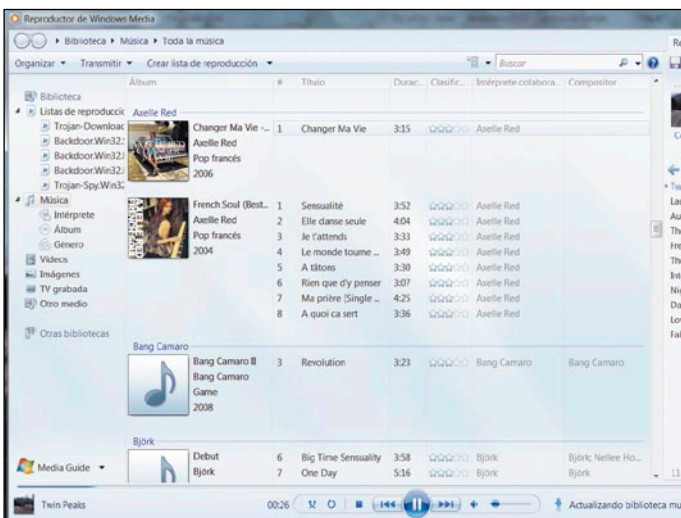 Reproductor de Windows Media
Biblioteca ▸ Música ▸ Toda la música
Organizar Transmitir Crear lista de reproducción Buscar
Álbum # Título Durac... Clasific... Intérprete colabora... Compositor
Biblioteca
Listas de reproducción
Trojan-Downloac
Backdoor.Win32.
Backdoor.Win32.
Backdoor.Win32.
Trojan-Spy.Win32
Música
Intérprete
Álbum
Género
Vídeos
Imágenes
TV grabada
Otro medio
Otras bibliotecas
Axelle Red
Changer Ma Vie -... 1 Changer Ma Vie 3:15 Axelle Red
Axelle Red
Pop francés
2006
French Soul (Best... 1 Sensualité 3:52 Axelle Red
Axelle Red 2 Elle danse seule 4:04 Axelle Red
Pop francés 3 Je t'attends 3:33 Axelle Red
2004 4 Le monde tourne ... 3:49 Axelle Red
5 A tâtons 3:30 Axelle Red
6 Rien que d'y penser 3:07 Axelle Red
7 Ma prière [Single ... 4:25 Axelle Red
8 A quoi ca sert 3:36 Axelle Red
Bang Camaro
Bang Camaro II 3 Revolution 3:23 Bang Camaro Bang Camaro
Bang Camaro
Game
2008
Björk
Debut 6 Big Time Sensuality 3:58 Björk Björk; Nellee Ho...
Björk 7 One Day 5:16 Björk Björk
Media Guide
Twin Peaks 00:26 Actualizando biblioteca mu